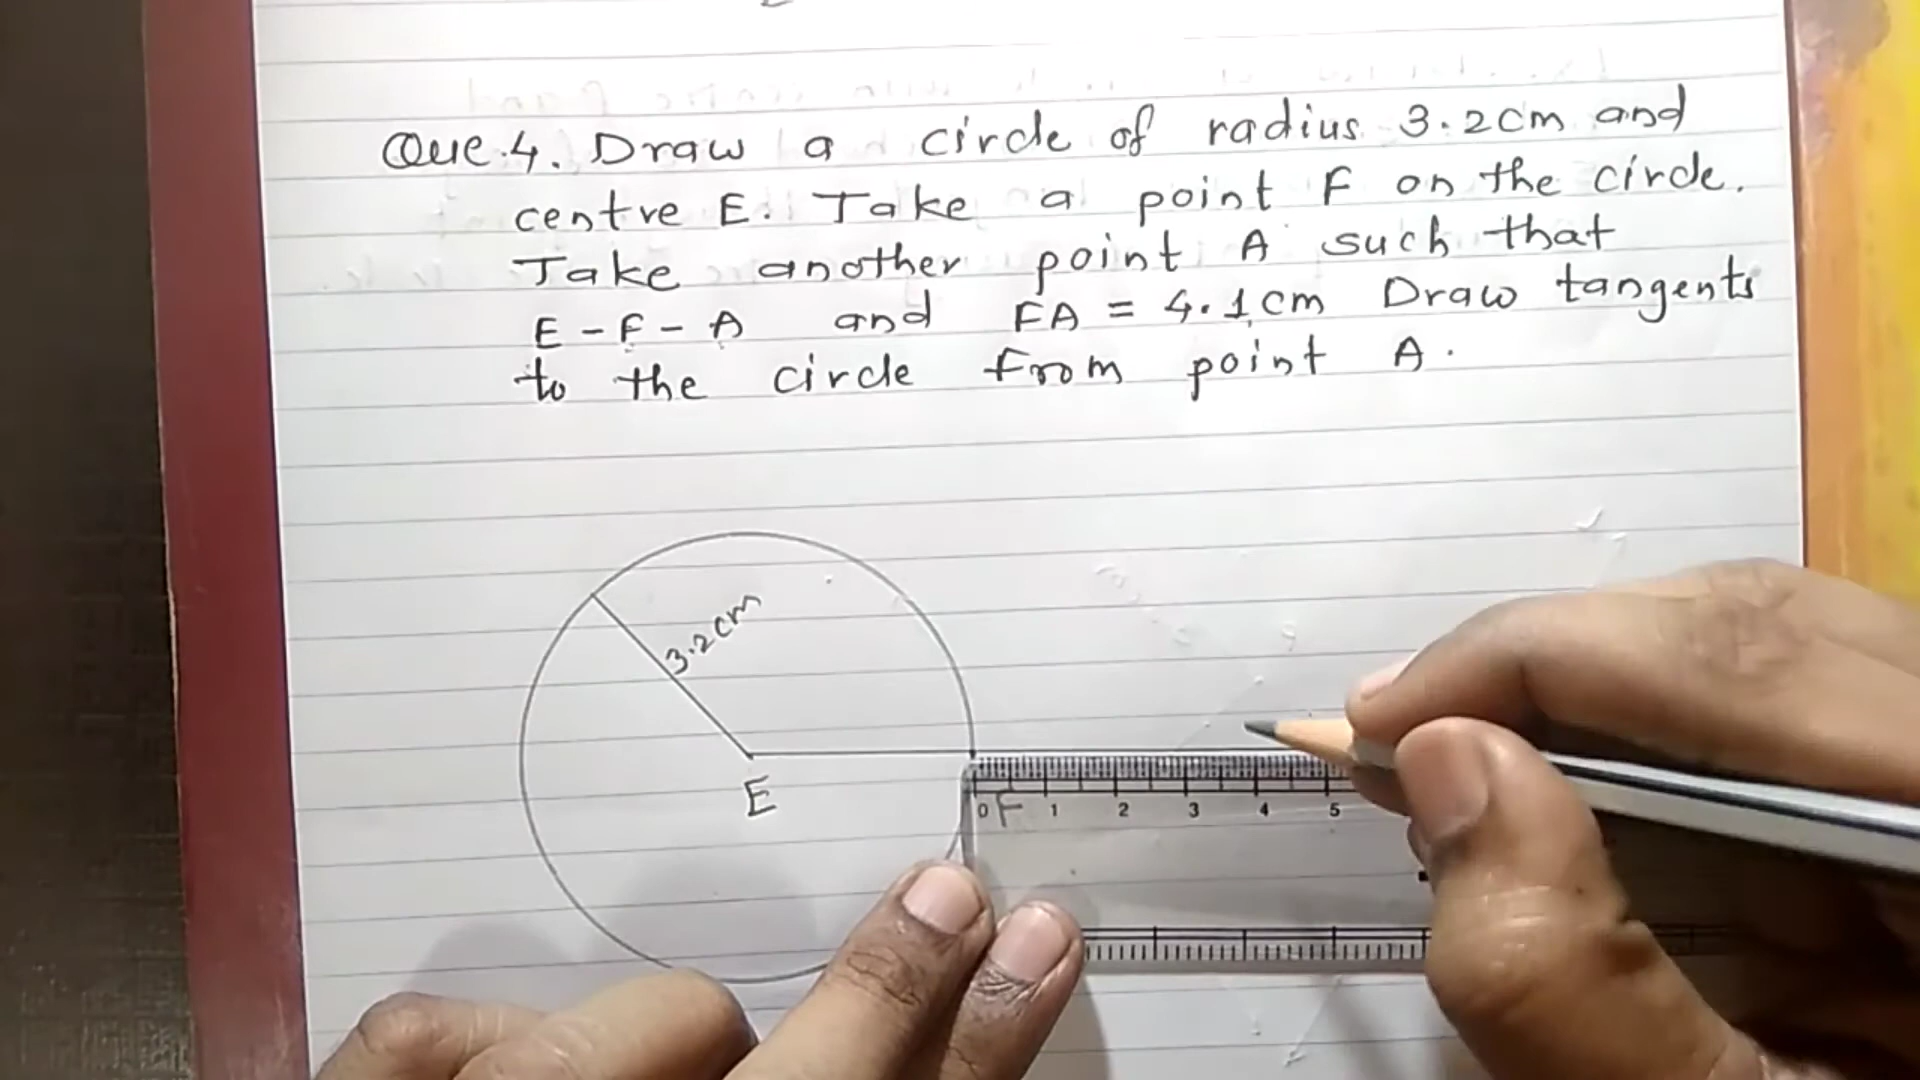 Que.4. Draw a circle of radius 3.2cm and
centre E. Take a point F on the circle.
Take another point A such that
E - F - A and FA = 4.1cm Draw tangents
to the circle from point A.
3.2cm
E
F
0 1 2 3 4 5